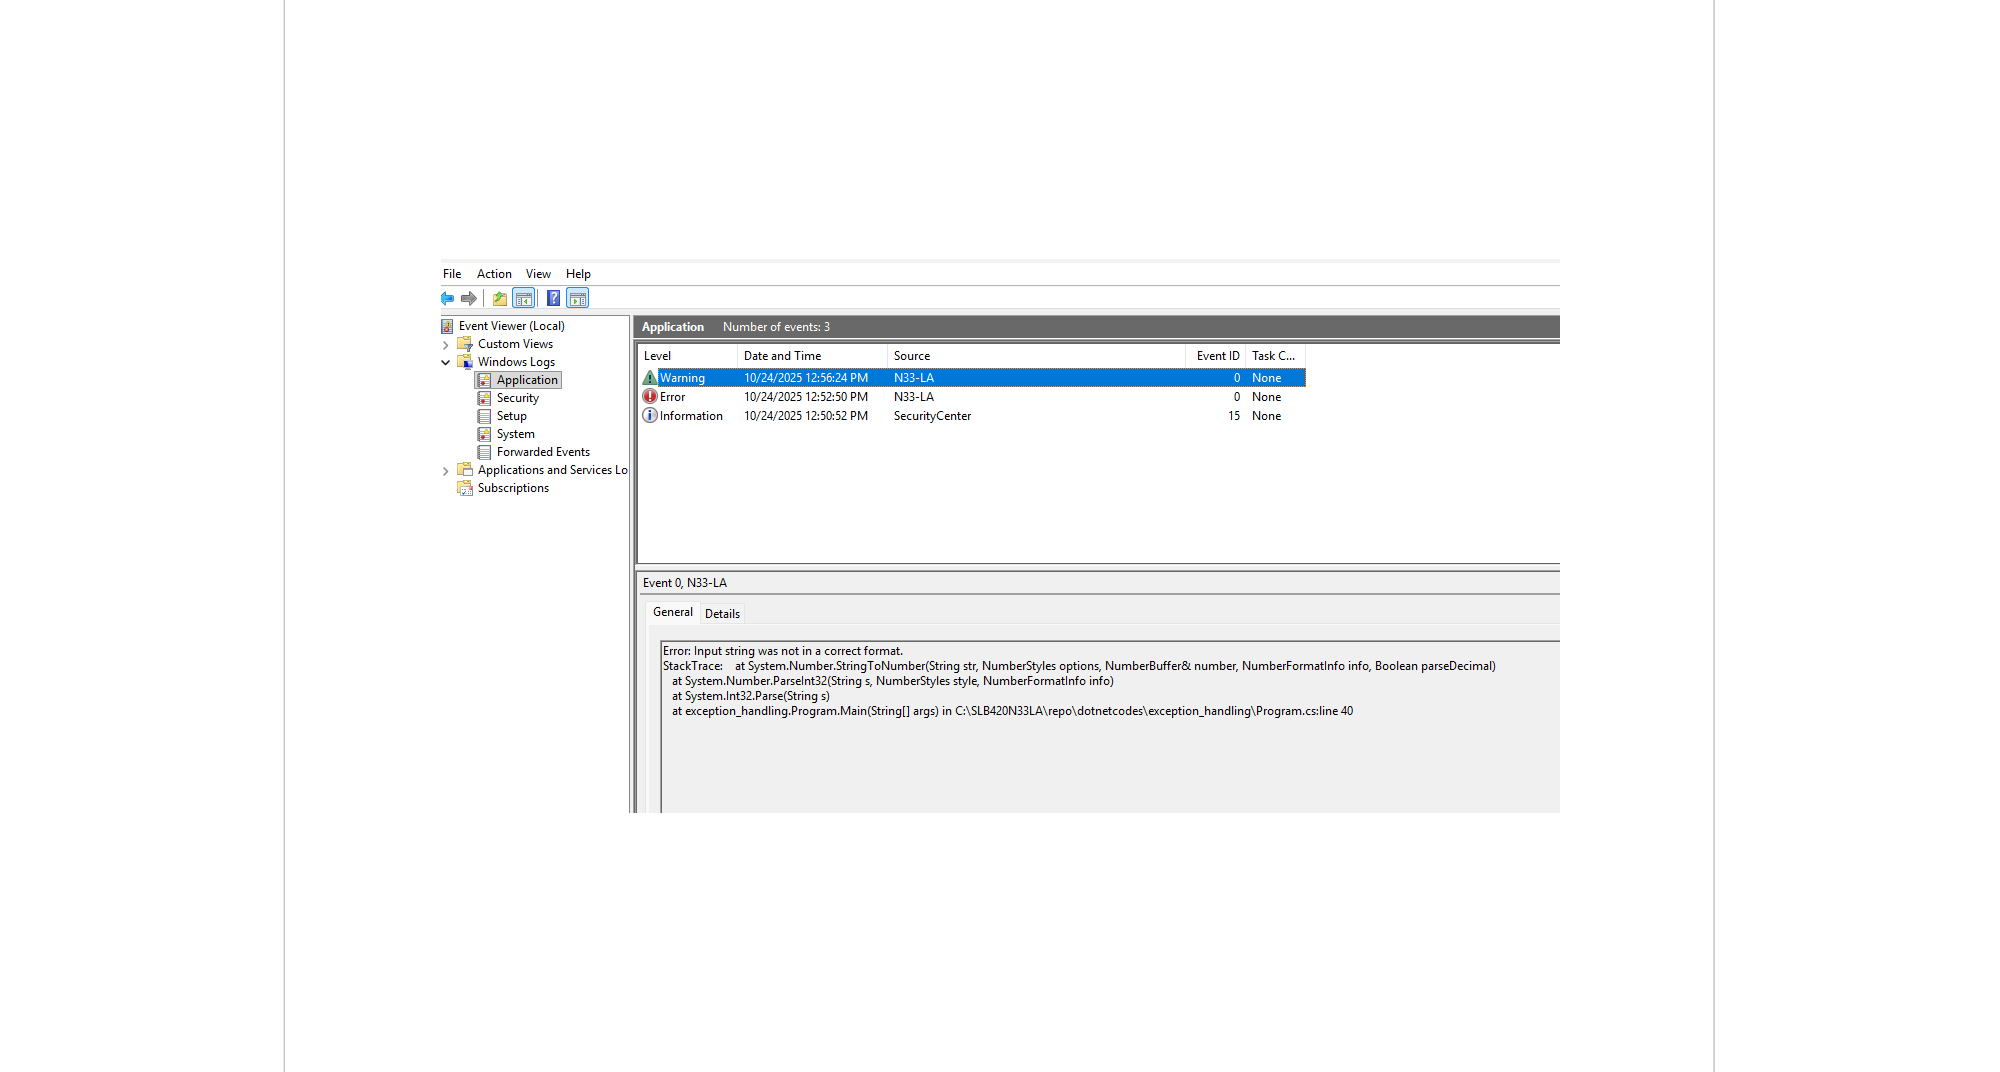 File Action View Help
Event Viewer (Local)
Custom Views
Windows Logs
Application
Security
Setup
System
Forwarded Events
Applications and Services Lo
Subscriptions
Application Number of events: 3
Level Date and Time Source Event ID Task C...
Warning 10/24/2025 12:56:24 PM N33-LA 0 None
Error 10/24/2025 12:52:50 PM N33-LA 0 None
Information 10/24/2025 12:50:52 PM SecurityCenter 15 None
Event 0, N33-LA
General Details
Error: Input string was not in a correct format.
StackTrace:    at System.Number.StringToNumber(String str, NumberStyles options, NumberBuffer& number, NumberFormatInfo info, Boolean parseDecimal)
at System.Number.ParseInt32(String s, NumberStyles style, NumberFormatInfo info)
at System.Int32.Parse(String s)
at exception_handling.Program.Main(String[] args) in C:\SLB420N33LA\repo\dotnetcodes\exception_handling\Program.cs:line 40